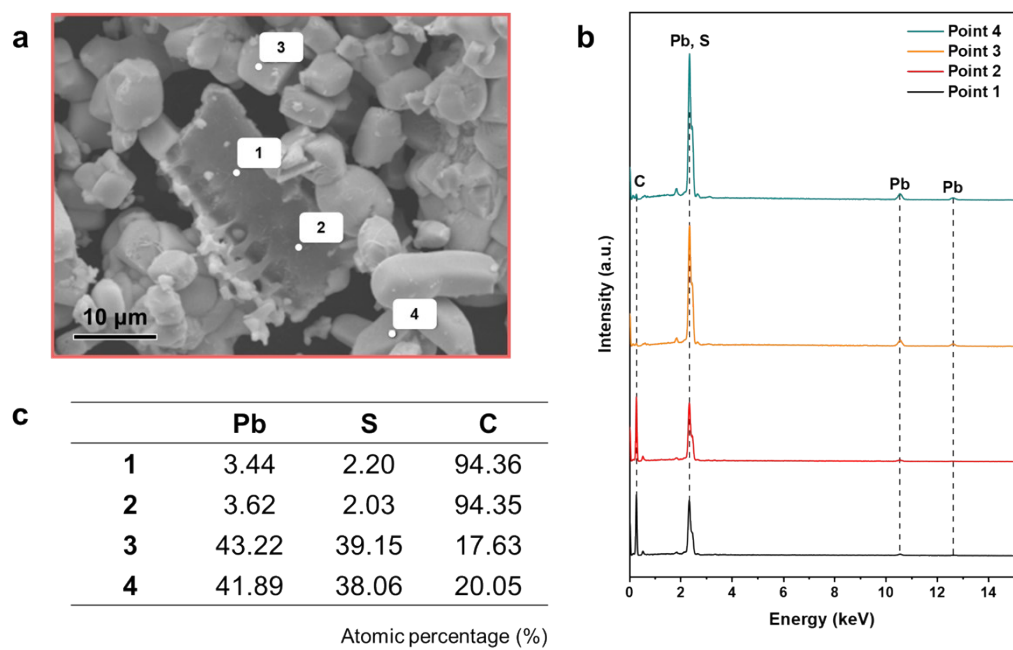 a
3
1
2
4
10 µm
b
Pb, S
Point 4
Point 3
Point 2
Point 1
C
Pb
Pb
Intensity (a.u.)
0 2 4 6 8 10 12 14
Energy (keV)
c
Pb S C
1 3.44 2.20 94.36
2 3.62 2.03 94.35
3 43.22 39.15 17.63
4 41.89 38.06 20.05
Atomic percentage (%)